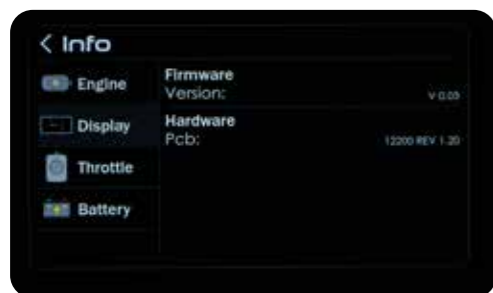 < Info
Engine
Display
Throttle
Battery
Firmware
Version: V 0.03
Hardware
Pcb: 12200 REV 1.20